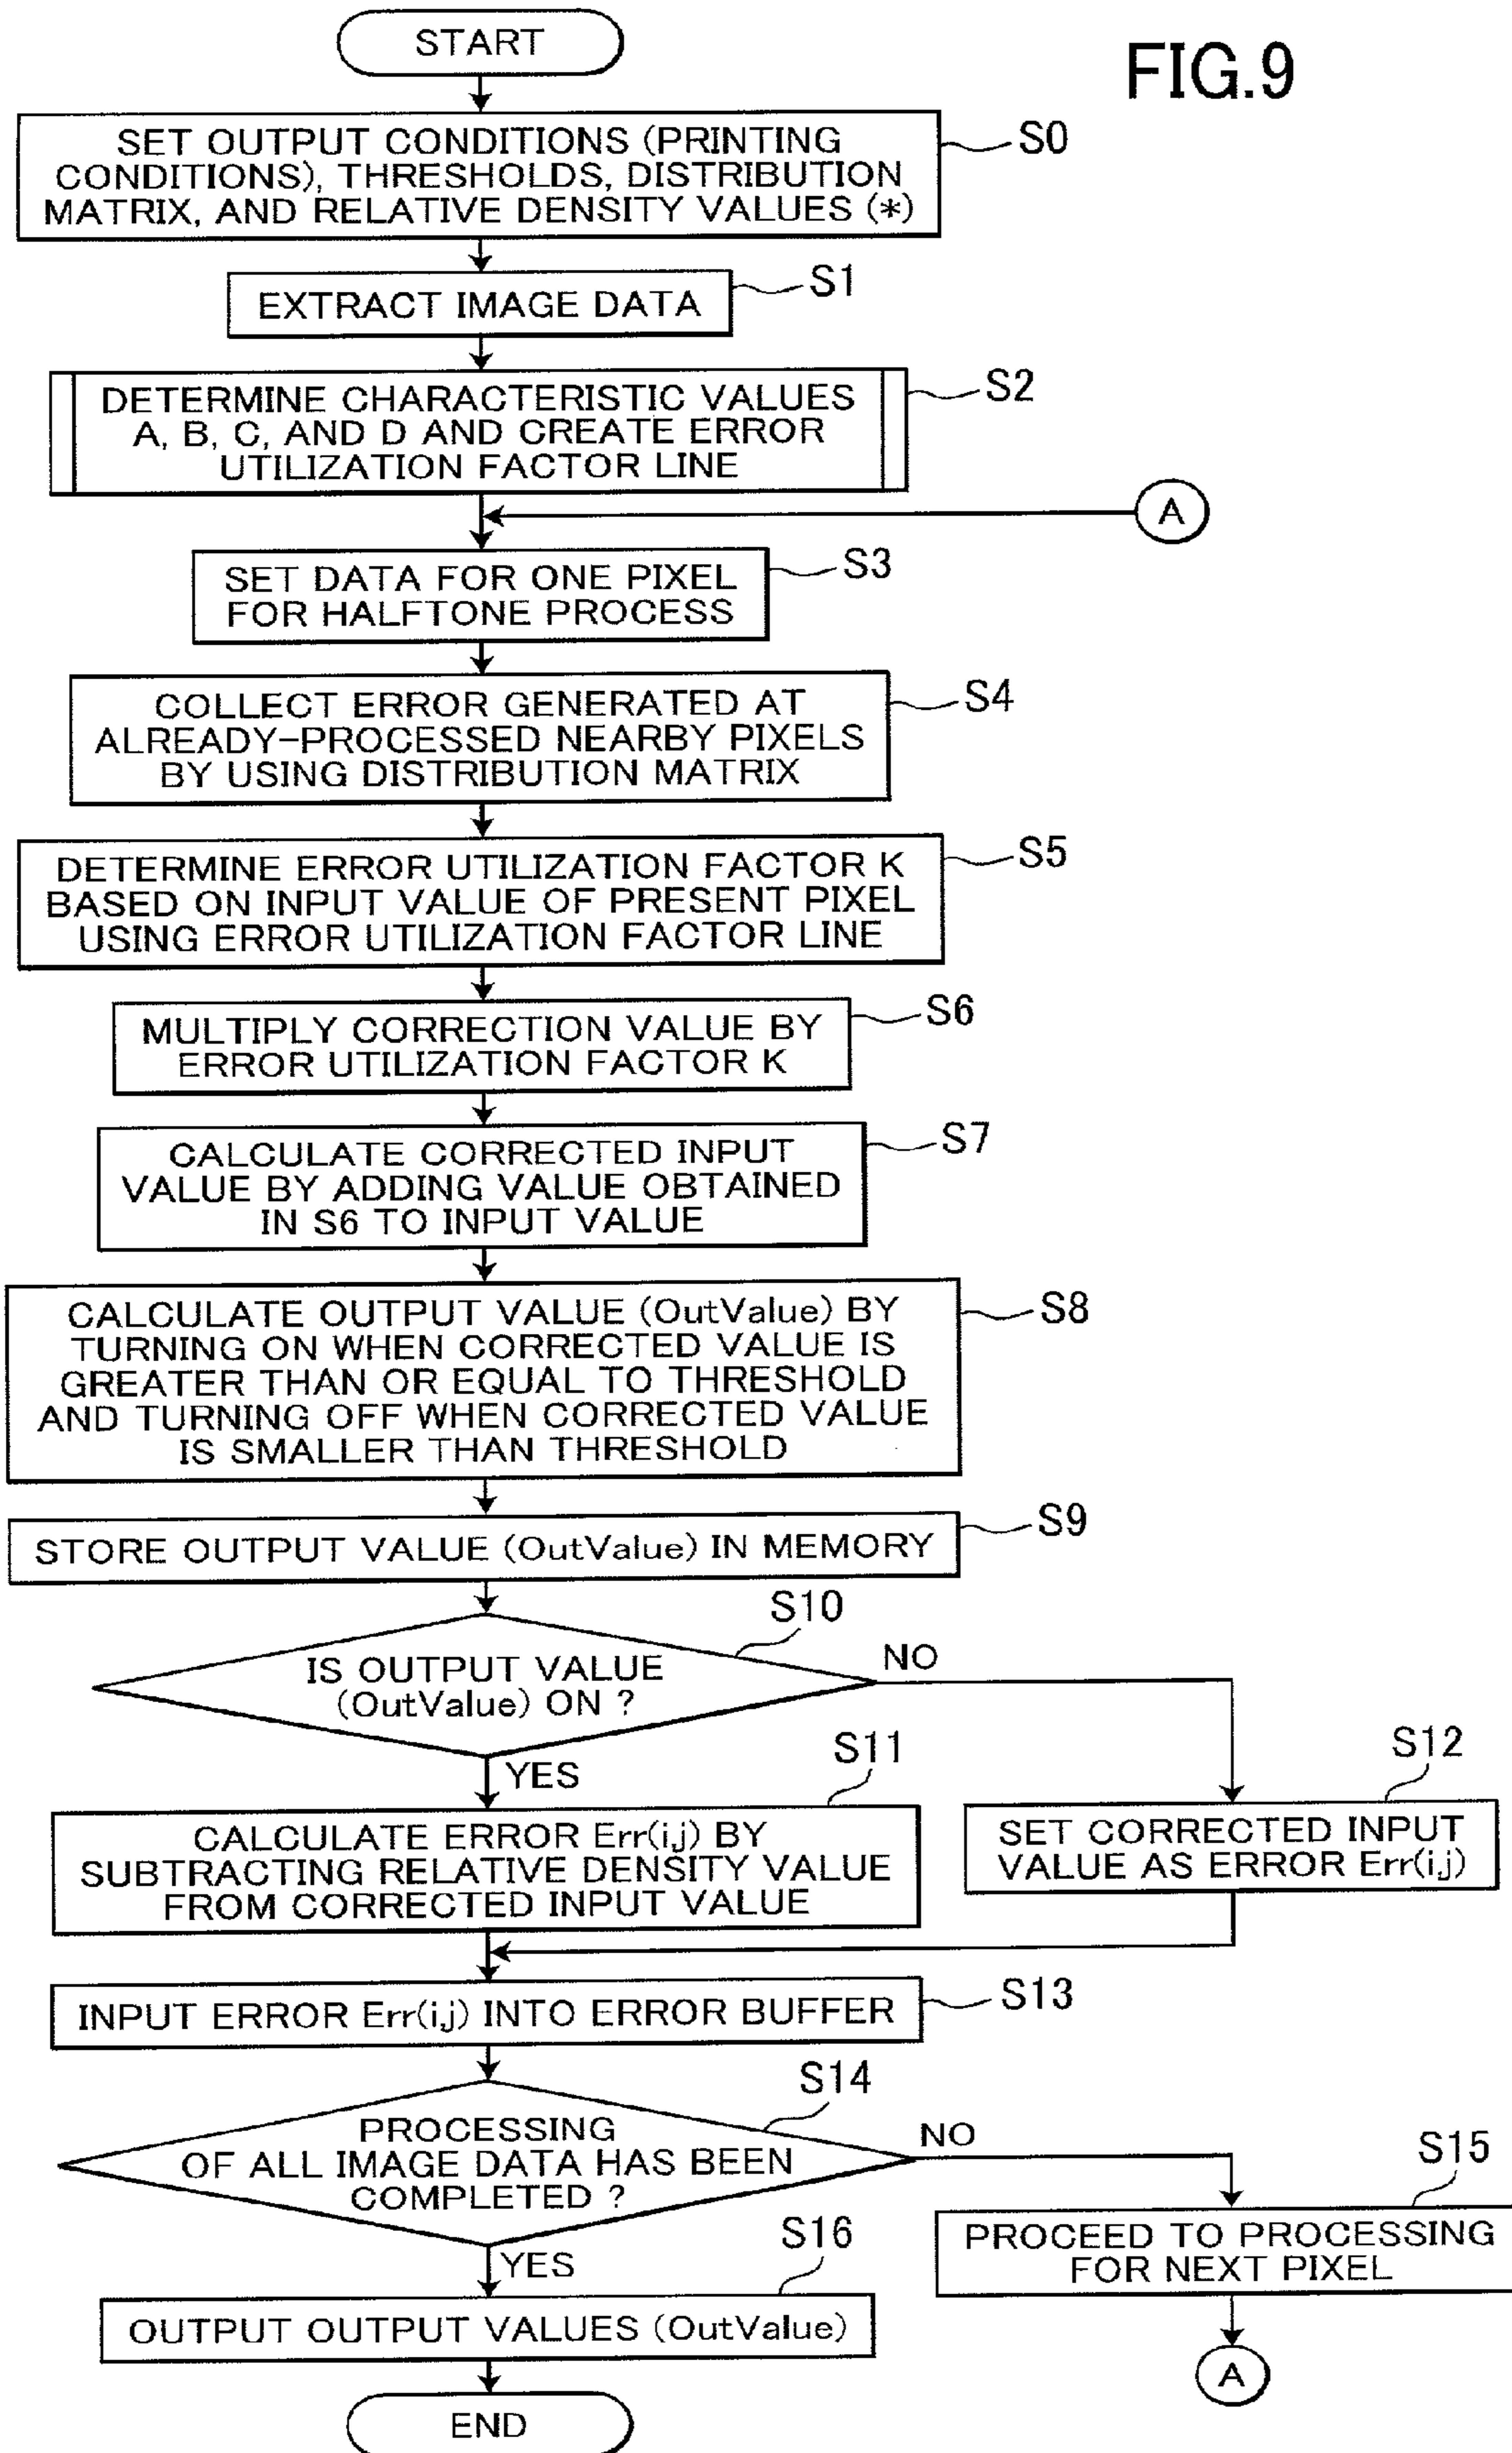 START
FIG.9
SET OUTPUT CONDITIONS (PRINTING
CONDITIONS), THRESHOLDS, DISTRIBUTION
MATRIX, AND RELATIVE DENSITY VALUES (*)
S0
EXTRACT IMAGE DATA
S1
DETERMINE CHARACTERISTIC VALUES
A, B, C, AND D AND CREATE ERROR
UTILIZATION FACTOR LINE
S2
A
SET DATA FOR ONE PIXEL
FOR HALFTONE PROCESS
S3
COLLECT ERROR GENERATED AT
ALREADY-PROCESSED NEARBY PIXELS
BY USING DISTRIBUTION MATRIX
S4
DETERMINE ERROR UTILIZATION FACTOR K
BASED ON INPUT VALUE OF PRESENT PIXEL
USING ERROR UTILIZATION FACTOR LINE
S5
MULTIPLY CORRECTION VALUE BY
ERROR UTILIZATION FACTOR K
S6
CALCULATE CORRECTED INPUT
VALUE BY ADDING VALUE OBTAINED
IN S6 TO INPUT VALUE
S7
CALCULATE OUTPUT VALUE (OutValue) BY
TURNING ON WHEN CORRECTED VALUE IS
GREATER THAN OR EQUAL TO THRESHOLD
AND TURNING OFF WHEN CORRECTED VALUE
IS SMALLER THAN THRESHOLD
S8
STORE OUTPUT VALUE (OutValue) IN MEMORY
S9
IS OUTPUT VALUE
(OutValue) ON ?
S10
NO
YES
S11
CALCULATE ERROR Err(i,j) BY
SUBTRACTING RELATIVE DENSITY VALUE
FROM CORRECTED INPUT VALUE
S12
SET CORRECTED INPUT
VALUE AS ERROR Err(i,j)
INPUT ERROR Err(i,j) INTO ERROR BUFFER
S13
PROCESSING
OF ALL IMAGE DATA HAS BEEN
COMPLETED ?
S14
NO
YES
S15
PROCEED TO PROCESSING
FOR NEXT PIXEL
S16
OUTPUT OUTPUT VALUES (OutValue)
A
END